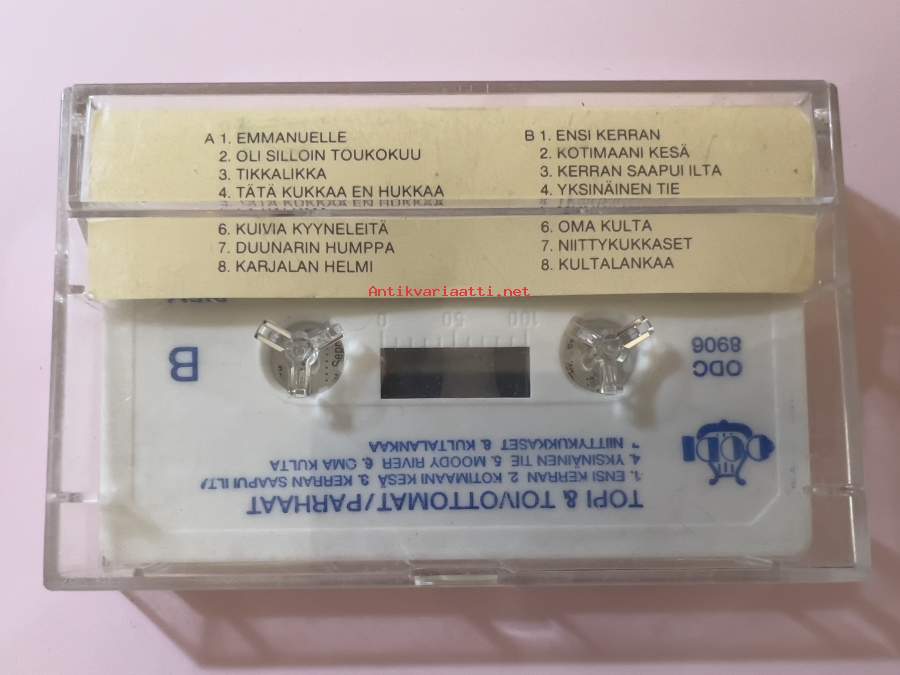 A 1. EMMANUELLE
2. OLI SILLOIN TOUKOKUU
3. TIKKALIKKA
4. TÄTÄ KUKKAA EN HUKKAA
6. KUIVIA KYYNELEITÄ
7. DUUNARIN HUMPPA
8. KARJALAN HELMI
B 1. ENSI KERRAN
2. KOTIMAANI KESÄ
3. KERRAN SAAPUI ILTA
4. YKSINÄINEN TIE
6. OMA KULTA
7. NIITTYKUKKASET
8. KULTALANKAA
Antikvariaatti.net
0 50 100
B
ODC
8906
TOPI & TOIVOTTOMAT/PARHAAT
1. ENSI KERRAN 2. KOTIMAANI KESÄ 3. KERRAN SAAPUI ILTA
4. YKSINÄINEN TIE 5. MOODY RIVER 6. OMA KULTA
NIITTYKUKKASET 8. KULTALANKAA